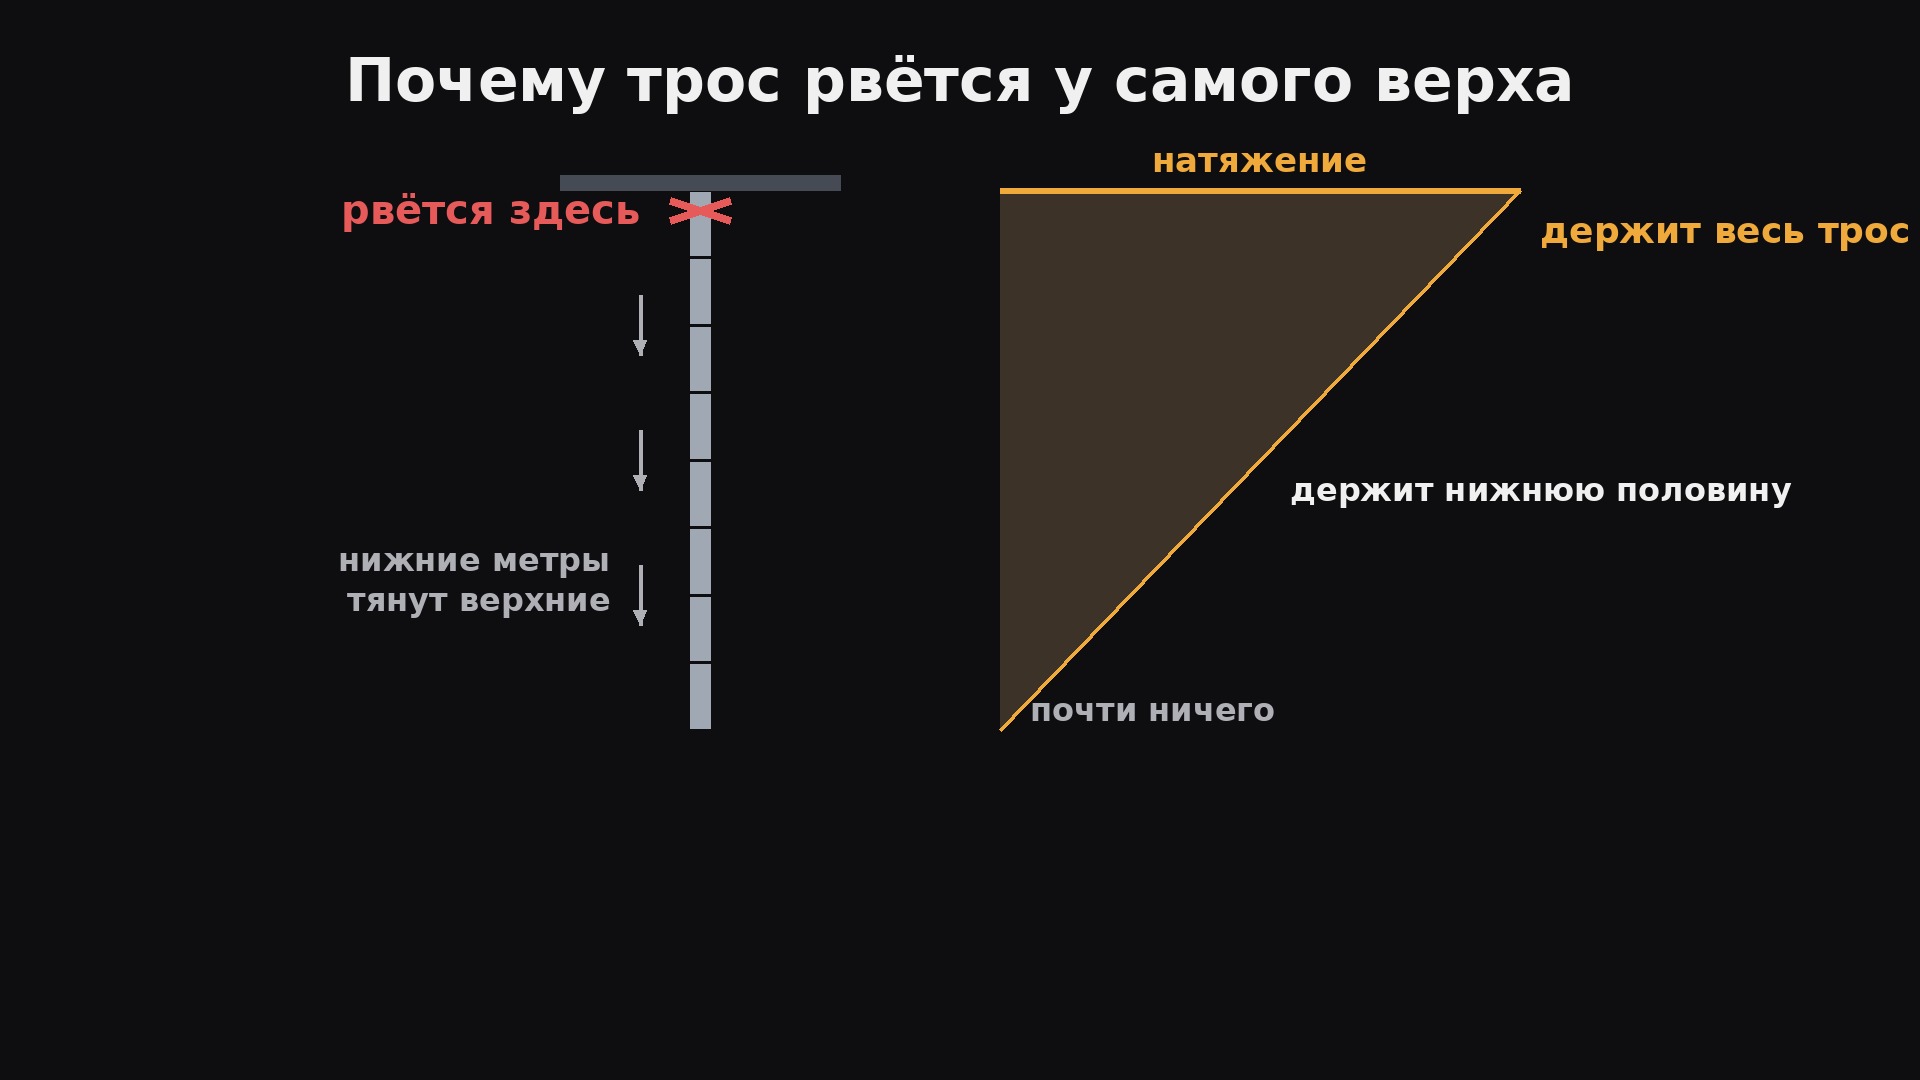 Почему трос рвётся у самого верха
натяжение
рвётся здесь
держит весь трос
держит нижнюю половину
нижние метры
тянут верхние
почти ничего